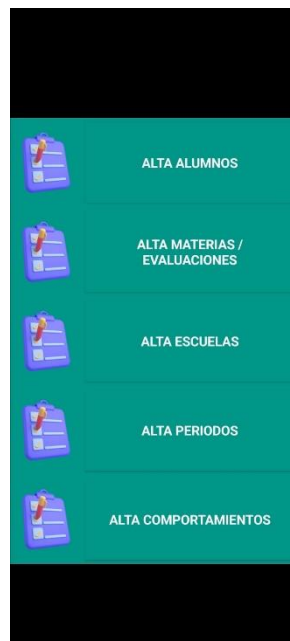 ALTA ALUMNOS
ALTA MATERIAS /
EVALUACIONES
ALTA ESCUELAS
ALTA PERIODOS
ALTA COMPORTAMIENTOS